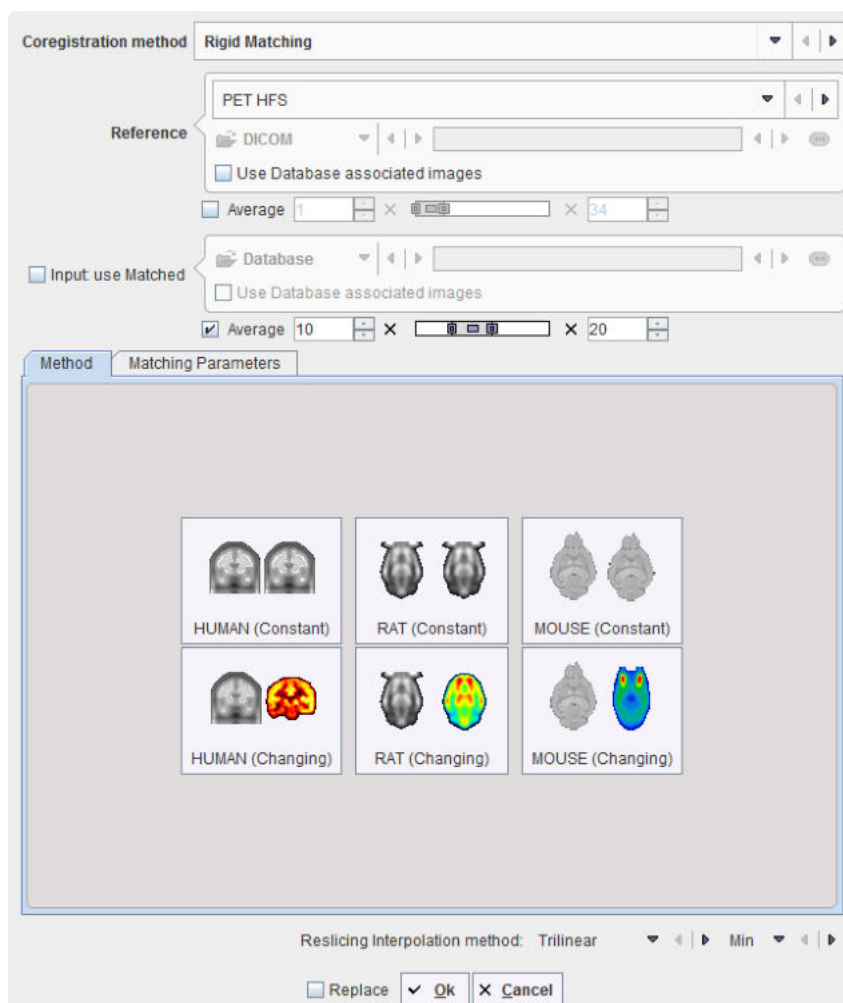 Coregistration method Rigid Matching
PET HFS
Reference
DICOM
Use Database associated images
Average 1 34
Input: use Matched
Database
Use Database associated images
Average 10 20
Method Matching Parameters
HUMAN (Constant) RAT (Constant) MOUSE (Constant)
HUMAN (Changing) RAT (Changing) MOUSE (Changing)
Reslicing Interpolation method: Trilinear Min
Replace Ok Cancel